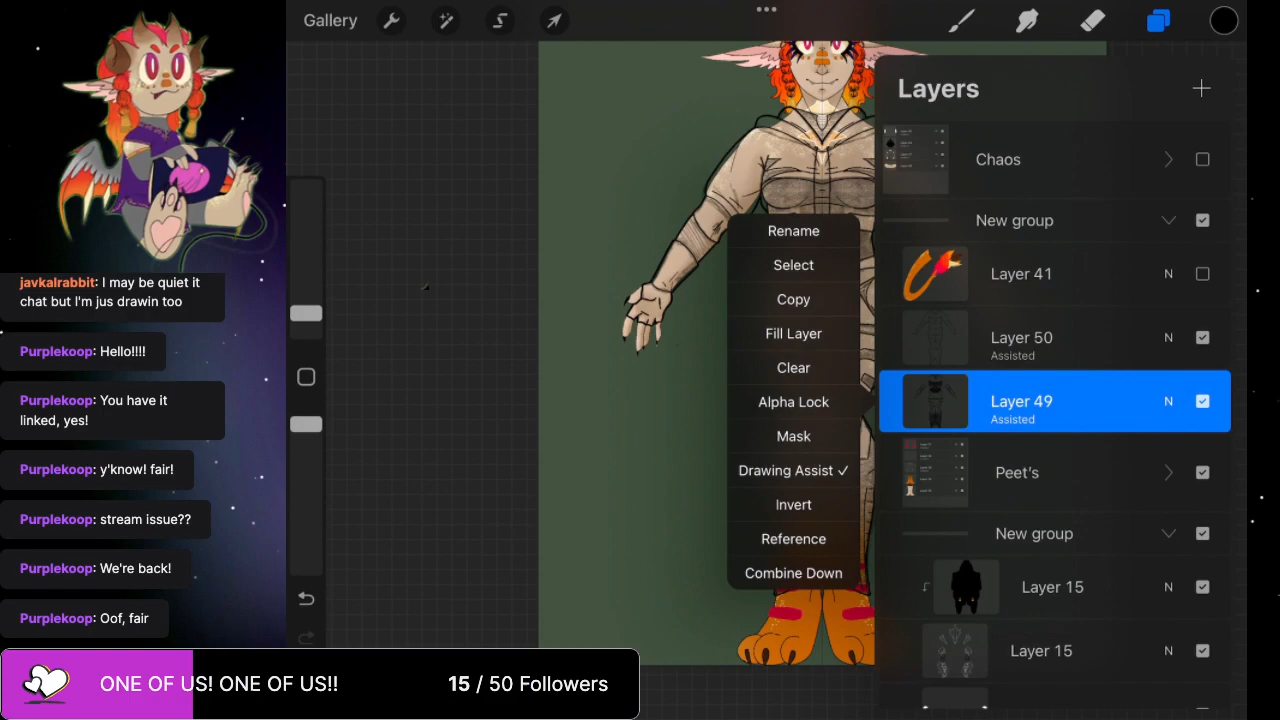 Gallery
Layers
Chaos
New group
Layer 41
N
Layer 50
N
Assisted
Layer 49
N
Assisted
Peet's
New group
Layer 15
N
Layer 15
N
Rename
Select
Copy
Fill Layer
Clear
Alpha Lock
Mask
Drawing Assist ✓
Invert
Reference
Combine Down
javkalrabbit: I may be quiet it
chat but I'm jus drawin too
Purplekoop: Hello!!!!
Purplekoop: You have it
linked, yes!
Purplekoop: y'know! fair!
Purplekoop: stream issue??
Purplekoop: We're back!
Purplekoop: Oof, fair
ONE OF US! ONE OF US!!
15 / 50 Followers